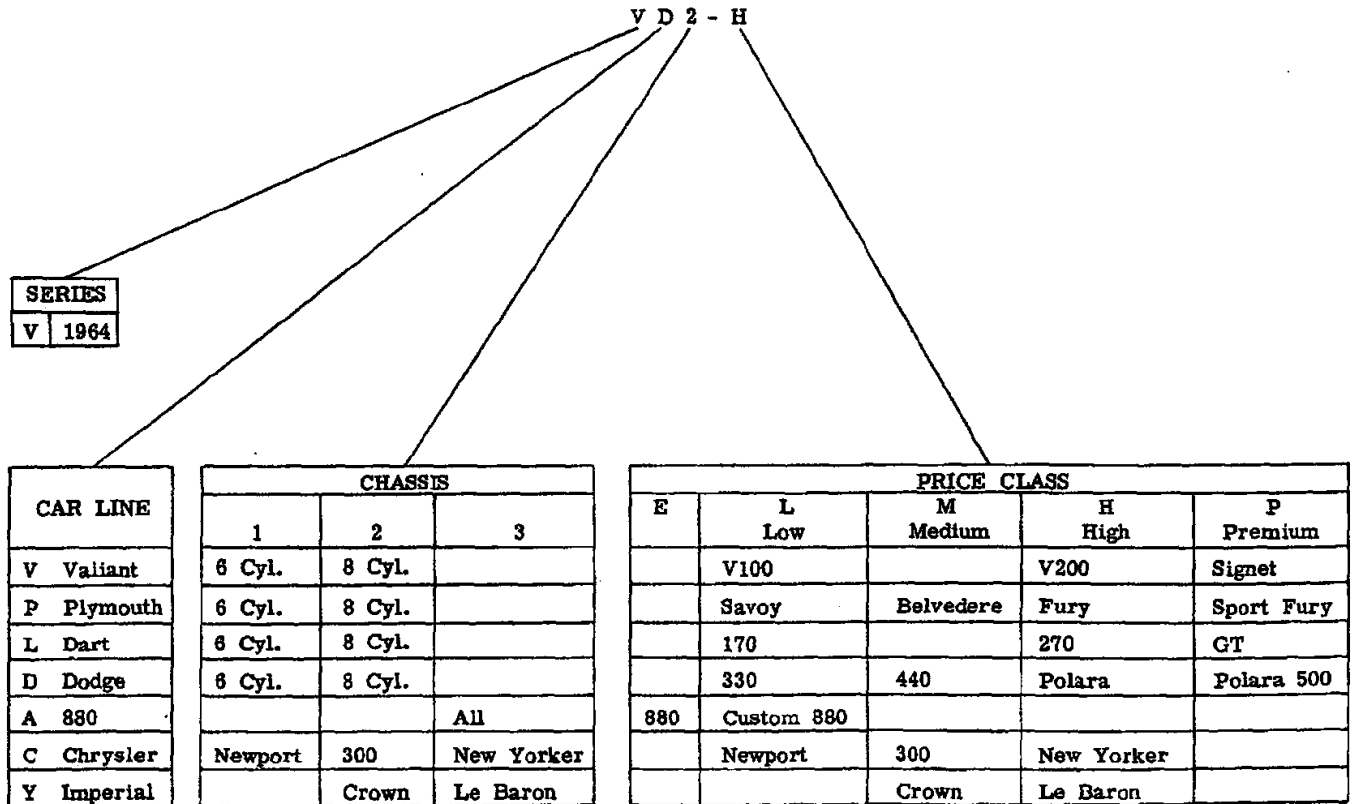 V D 2 - H
SERIES
V 1964
CAR LINE
V Valiant
P Plymouth
L Dart
D Dodge
A 880
C Chrysler
Y Imperial
CHASSIS
1 2 3
6 Cyl. 8 Cyl.
6 Cyl. 8 Cyl.
6 Cyl. 8 Cyl.
6 Cyl. 8 Cyl.
All
Newport 300 New Yorker
Crown Le Baron
PRICE CLASS
E L M H P
Low Medium High Premium
V100 V200 Signet
Savoy Belvedere Fury Sport Fury
170 270 GT
330 440 Polara Polara 500
880 Custom 880
Newport 300 New Yorker
Crown Le Baron